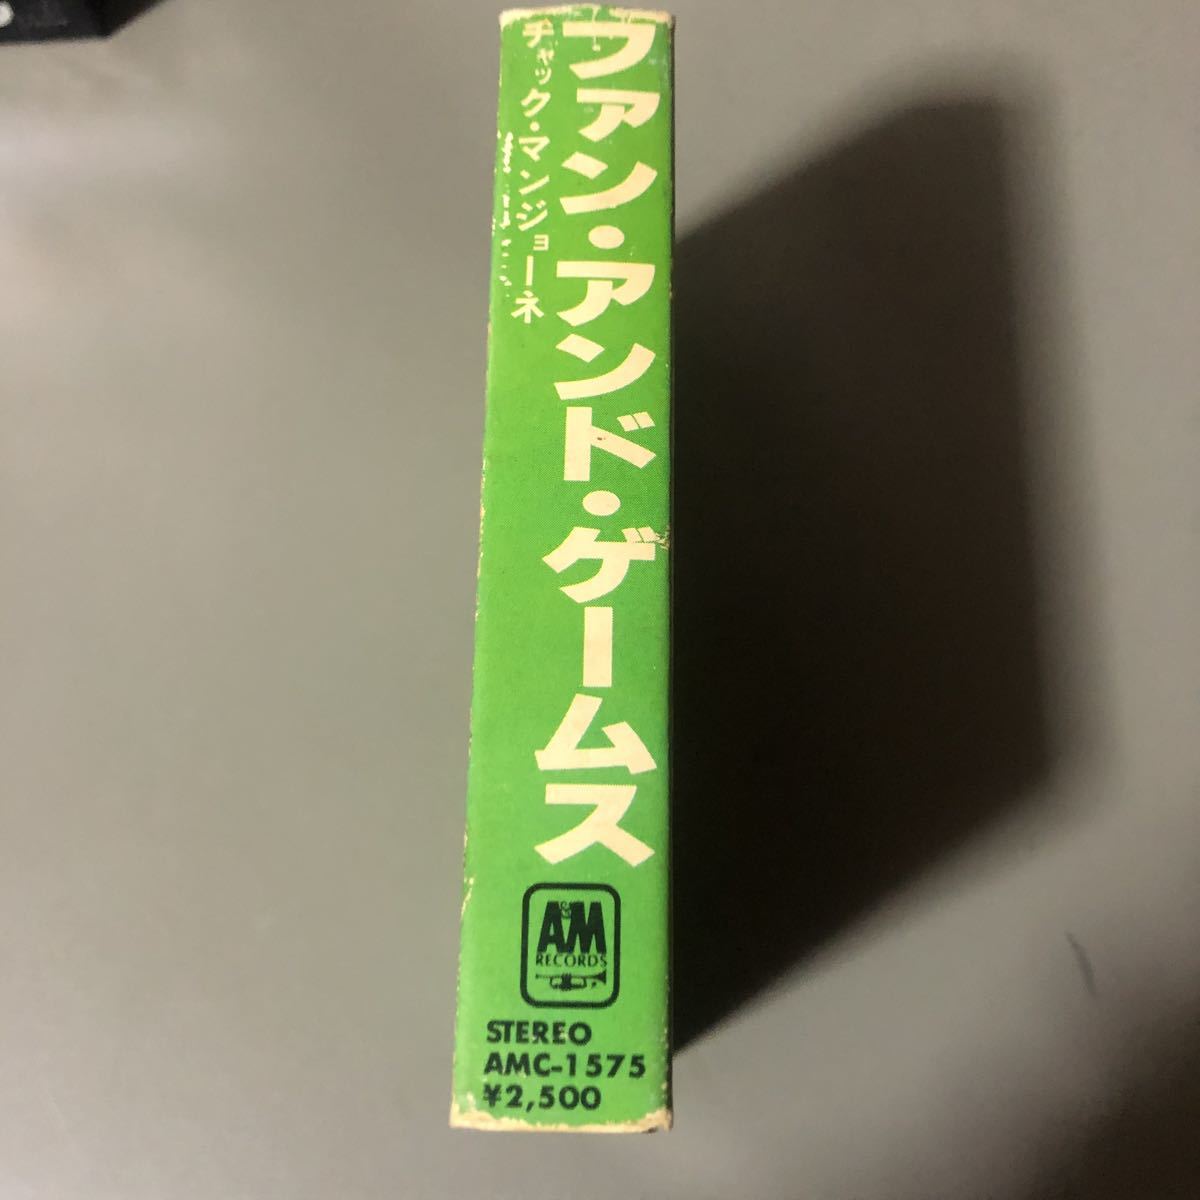 ファン・アンド・ゲームス
チャック・マンジョーネ
A&M
RECORDS
STEREO
AMC-1575
¥2,500